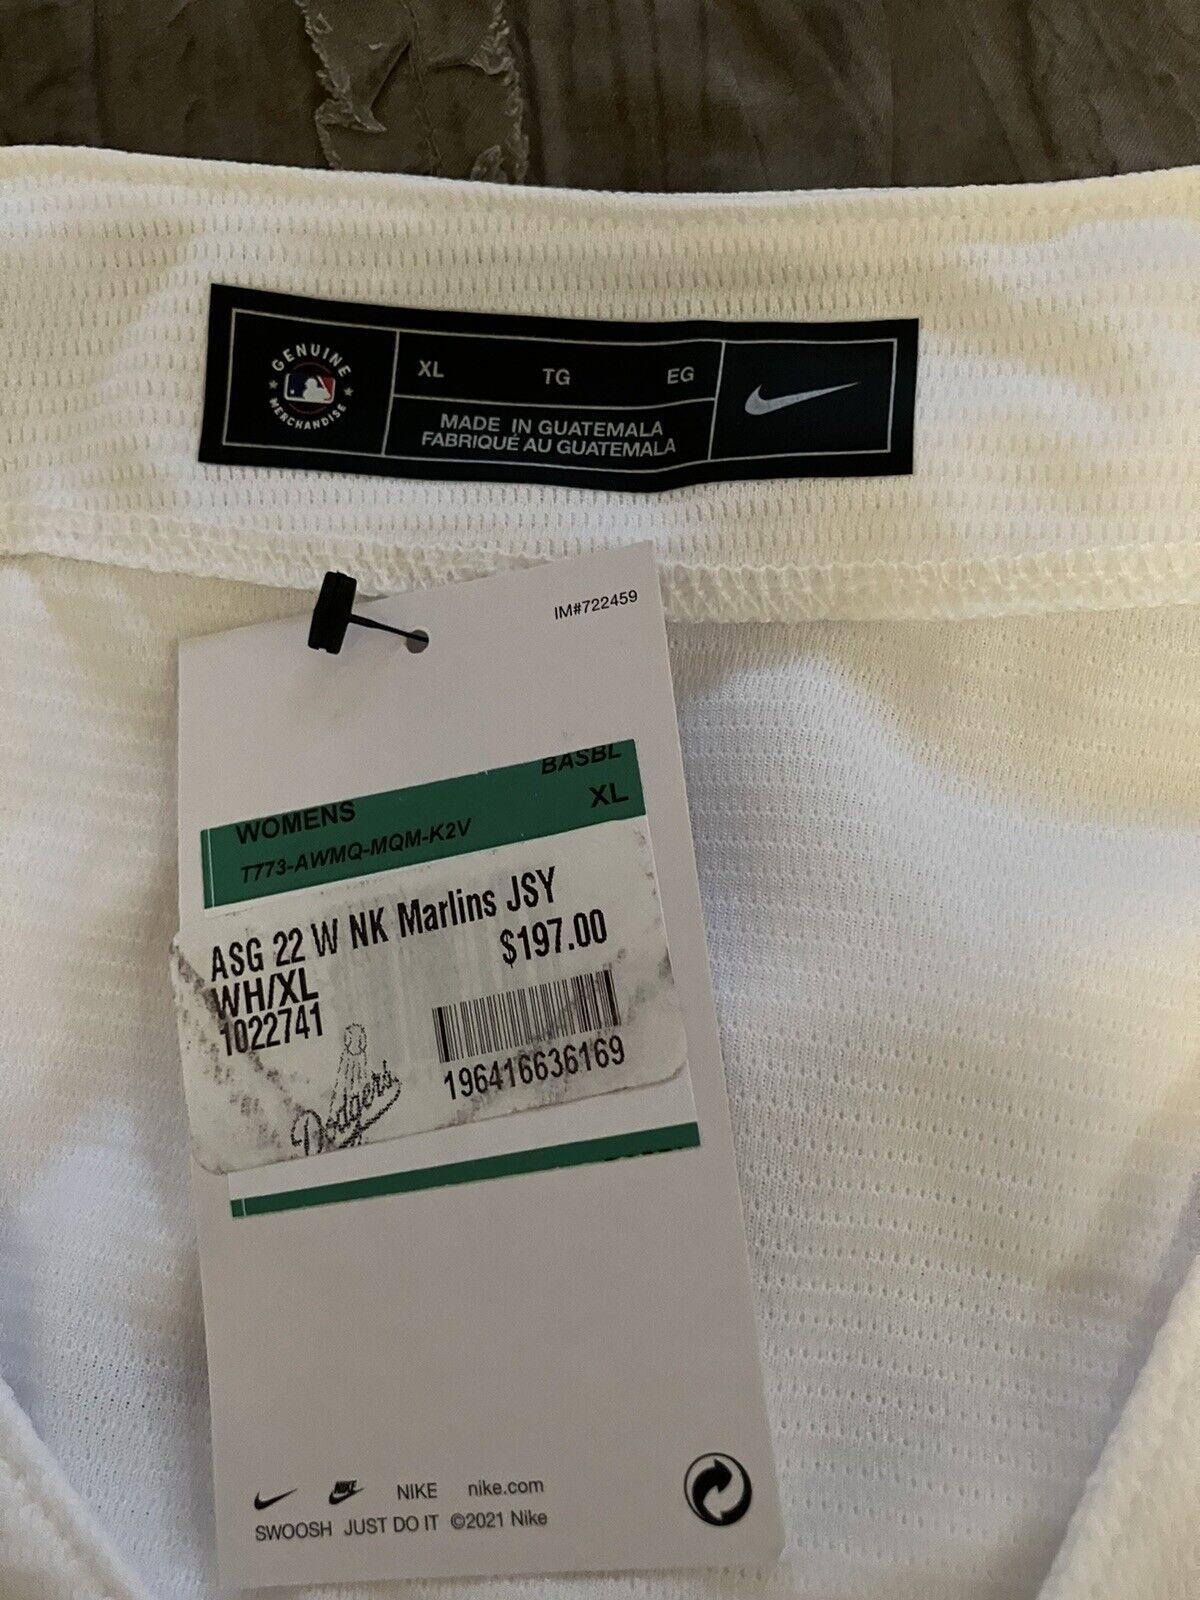 GENUINE
MERCHANDISE
XL TG EG
MADE IN GUATEMALA
FABRIQUÉ AU GUATEMALA
IM#722459
BASBL
WOMENS XL
T773-AWMQ-MQM-K2V
ASG 22 W NK Marlins JSY
$197.00
WH/XL
1022741
Dodgers
196416636169
NIKE
NIKE nike.com
SWOOSH JUST DO IT ©2021 Nike